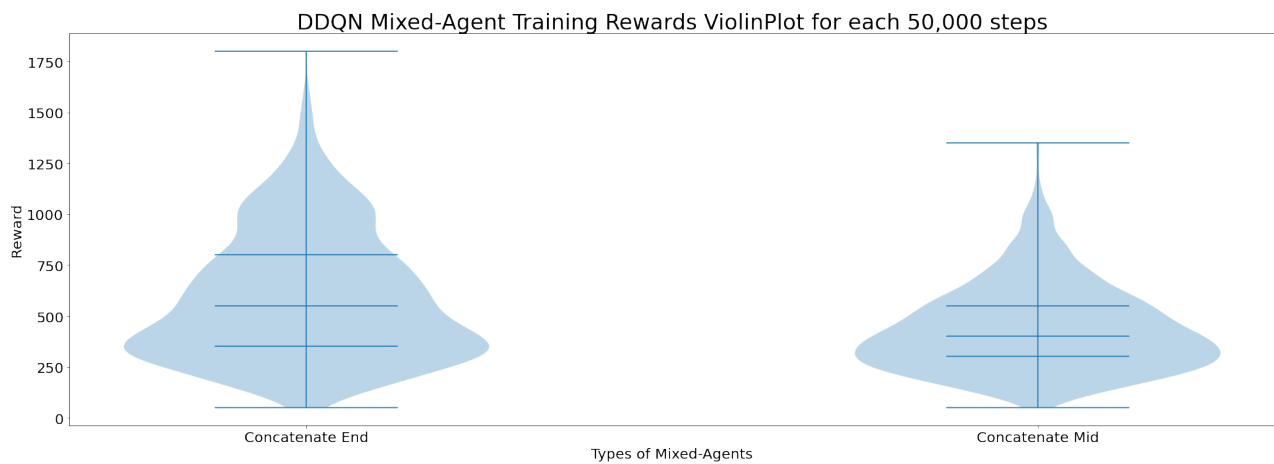 DDQN Mixed-Agent Training Rewards ViolinPlot for each 50,000 steps
1750
1500
1250
1000
750
500
250
0
Reward
Concatenate End
Concatenate Mid
Types of Mixed-Agents